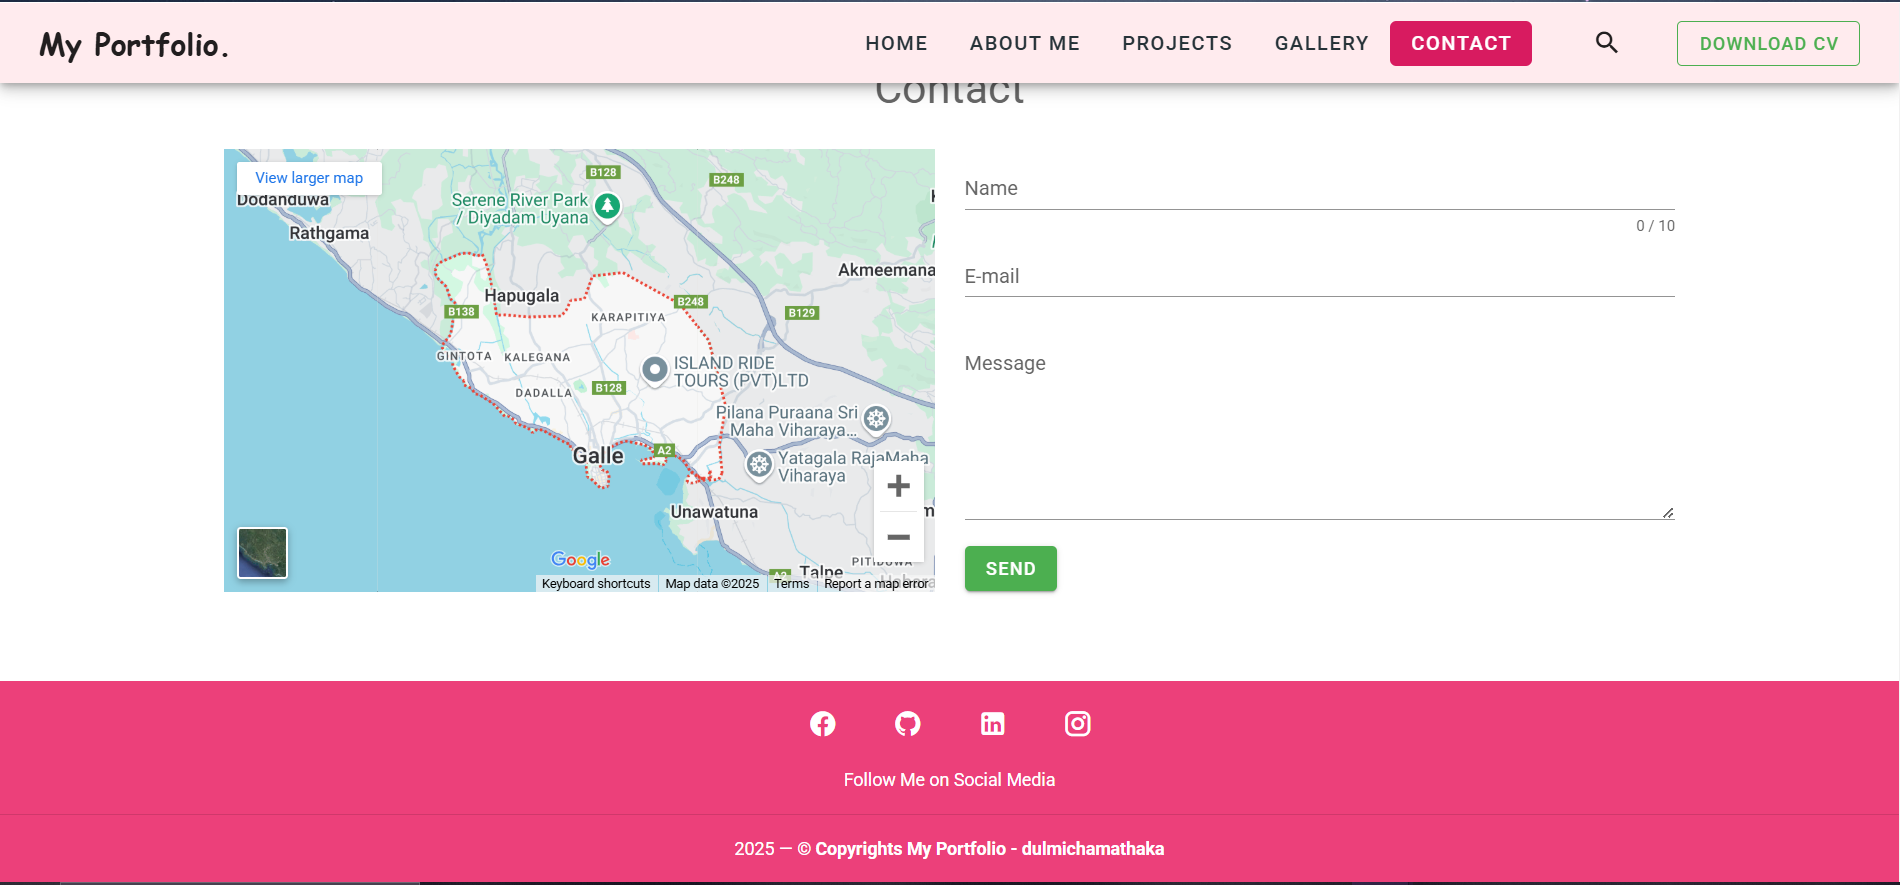 My Portfolio.
HOME
ABOUT ME
PROJECTS
GALLERY
CONTACT
DOWNLOAD CV
Contact
View larger map
Dodanduwa
Rathgama
Serene River Park
/ Diyadam Uyana
B128
B248
Akmeemana
Hapugala
B138
B248
B129
KARAPITIYA
GINTOTA
KALEGANA
ISLAND RIDE
TOURS (PVT)LTD
DADALLA
B128
Pilana Puraana Sri
Maha Viharaya...
Galle
A2
Yatagala RajaMaha
Viharaya
Unawatuna
Google
Talpe
Keyboard shortcuts
Map data ©2025
Terms
Report a map error
Name
0 / 10
E-mail
Message
SEND
Follow Me on Social Media
2025 — © Copyrights My Portfolio - dulmichamathaka